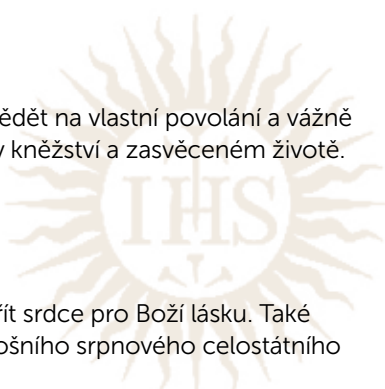 ědět na vlastní povolání a vážně
v kněžství a zasvěceném životě.
IHS
řít srdce pro Boží lásku. Také
ošního srpnového celostátního